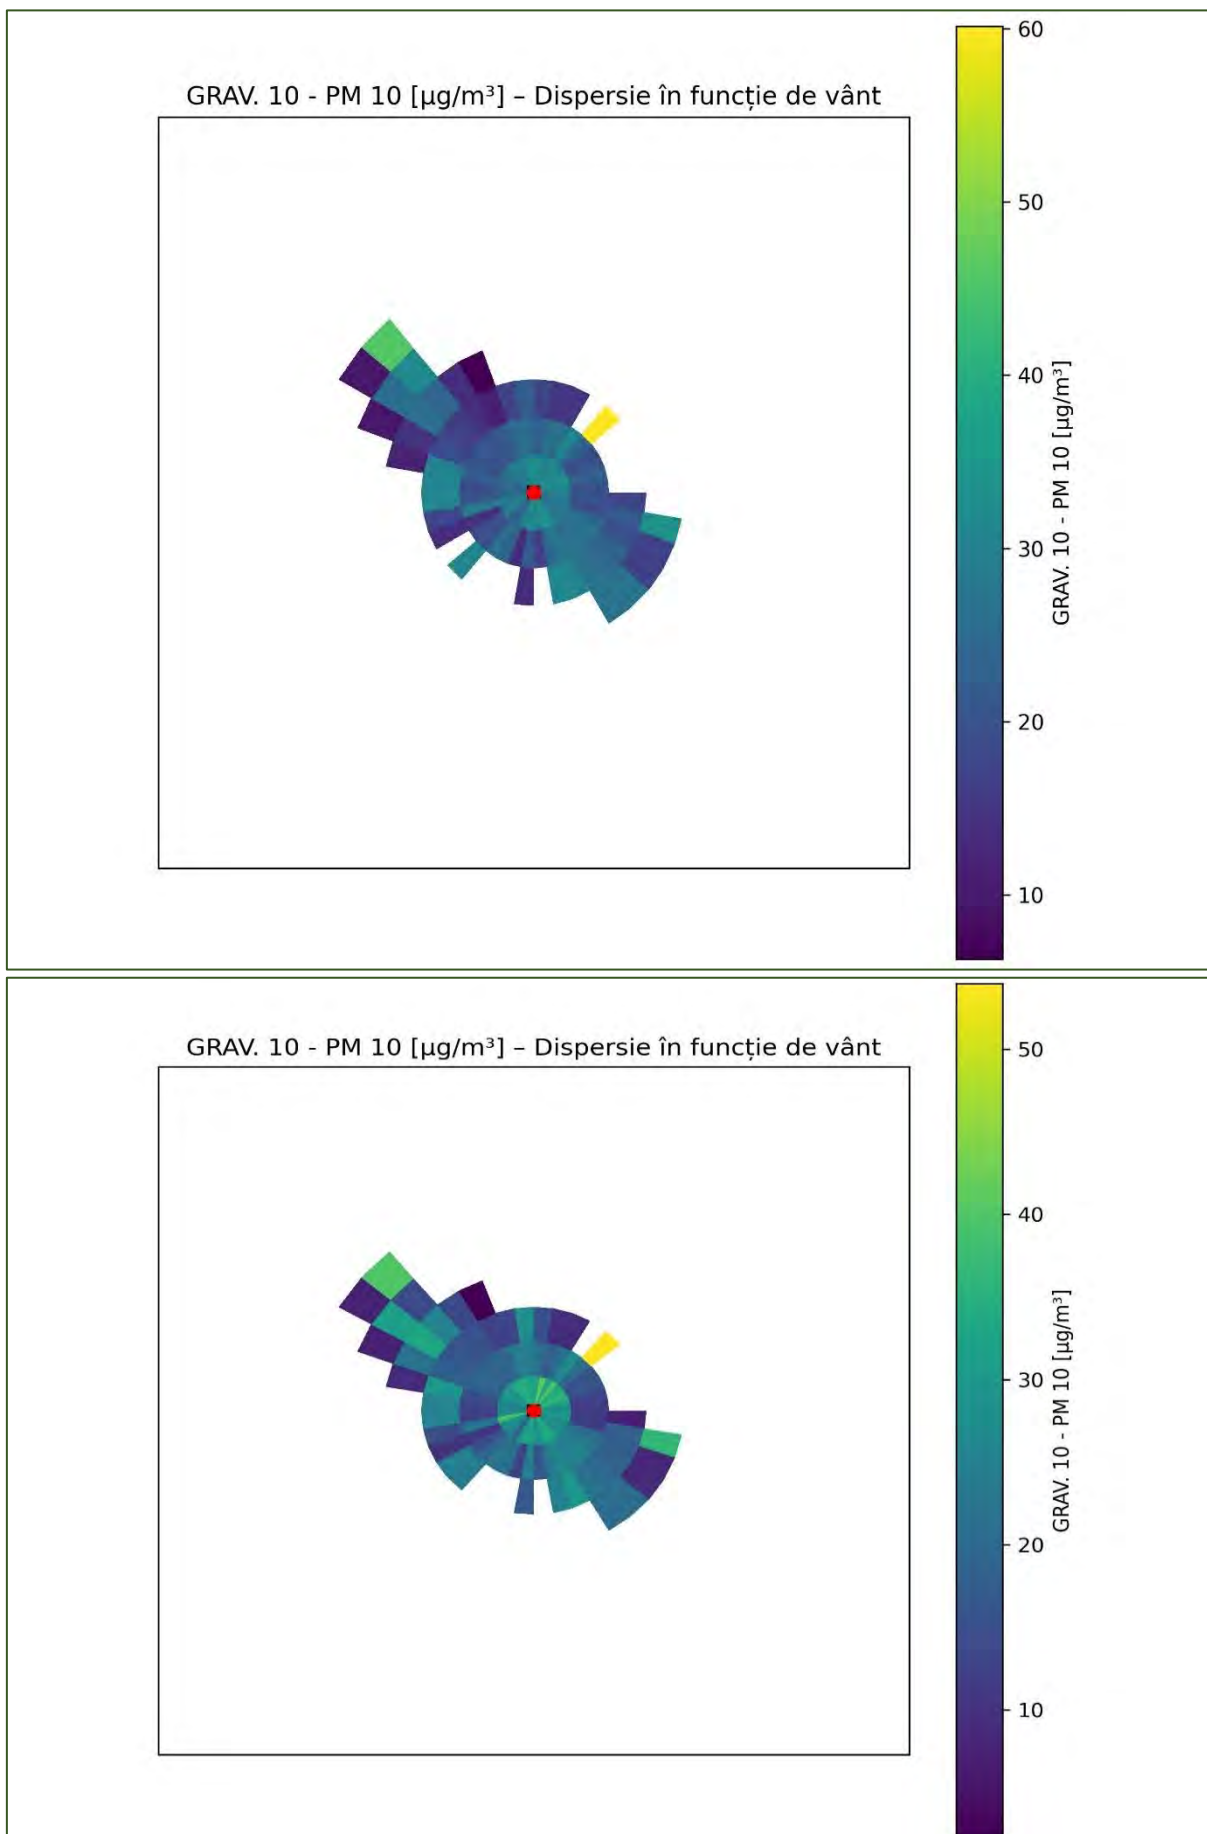 GRAV. 10 - PM 10 [µg/m³] – Dispersie în funcție de vânt
60
50
40
30
20
10
GRAV. 10 - PM 10 [µg/m³]
GRAV. 10 - PM 10 [µg/m³] – Dispersie în funcție de vânt
50
40
30
20
10
GRAV. 10 - PM 10 [µg/m³]